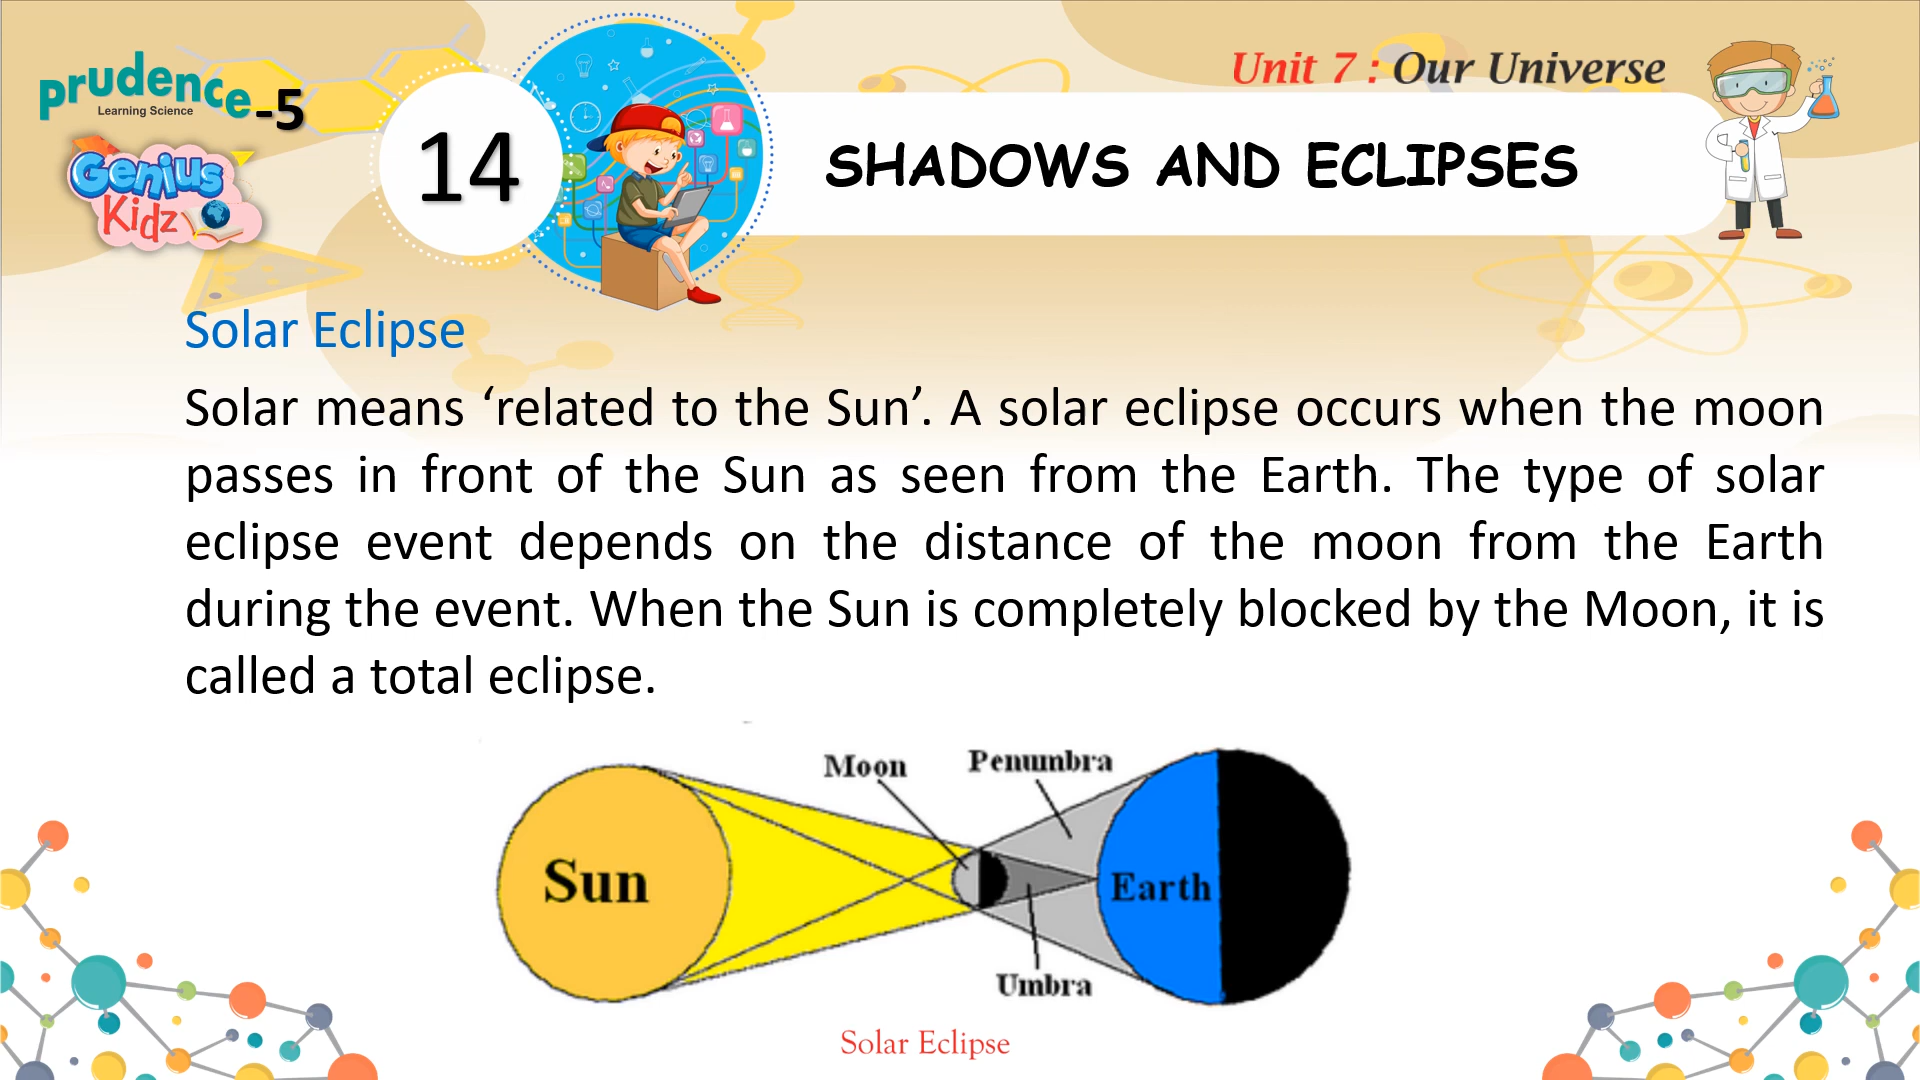 prudence-5
Learning Science
Genius
Kidz
14
Unit 7 : Our Universe
SHADOWS AND ECLIPSES
Solar Eclipse
Solar means ‘related to the Sun’. A solar eclipse occurs when the moon
passes in front of the Sun as seen from the Earth. The type of solar
eclipse event depends on the distance of the moon from the Earth
during the event. When the Sun is completely blocked by the Moon, it is
called a total eclipse.
Moon
Penumbra
Sun
Earth
Umbra
Solar Eclipse